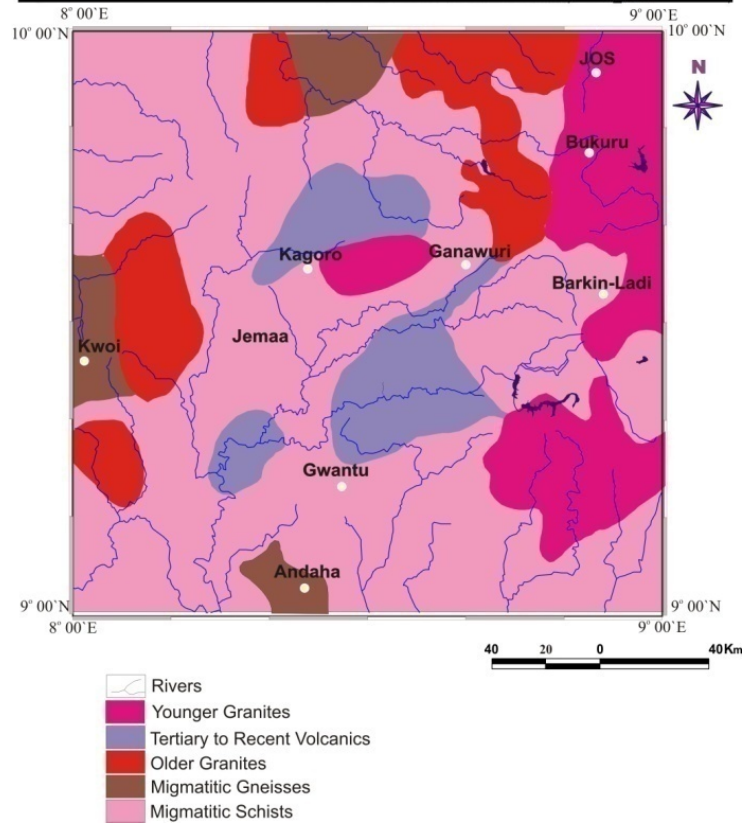 8° 00`E 9° 00`E
10° 00`N 10° 00`N
JOS
N
Bukuru
Kagoro
Ganawuri
Barkin-Ladi
Jemaa
Kwoi
Gwantu
Andaha
9° 00`N 9° 00`N
8° 00`E 9° 00`E
40 20 0 40Km
Rivers
Younger Granites
Tertiary to Recent Volcanics
Older Granites
Migmatitic Gneisses
Migmatitic Schists